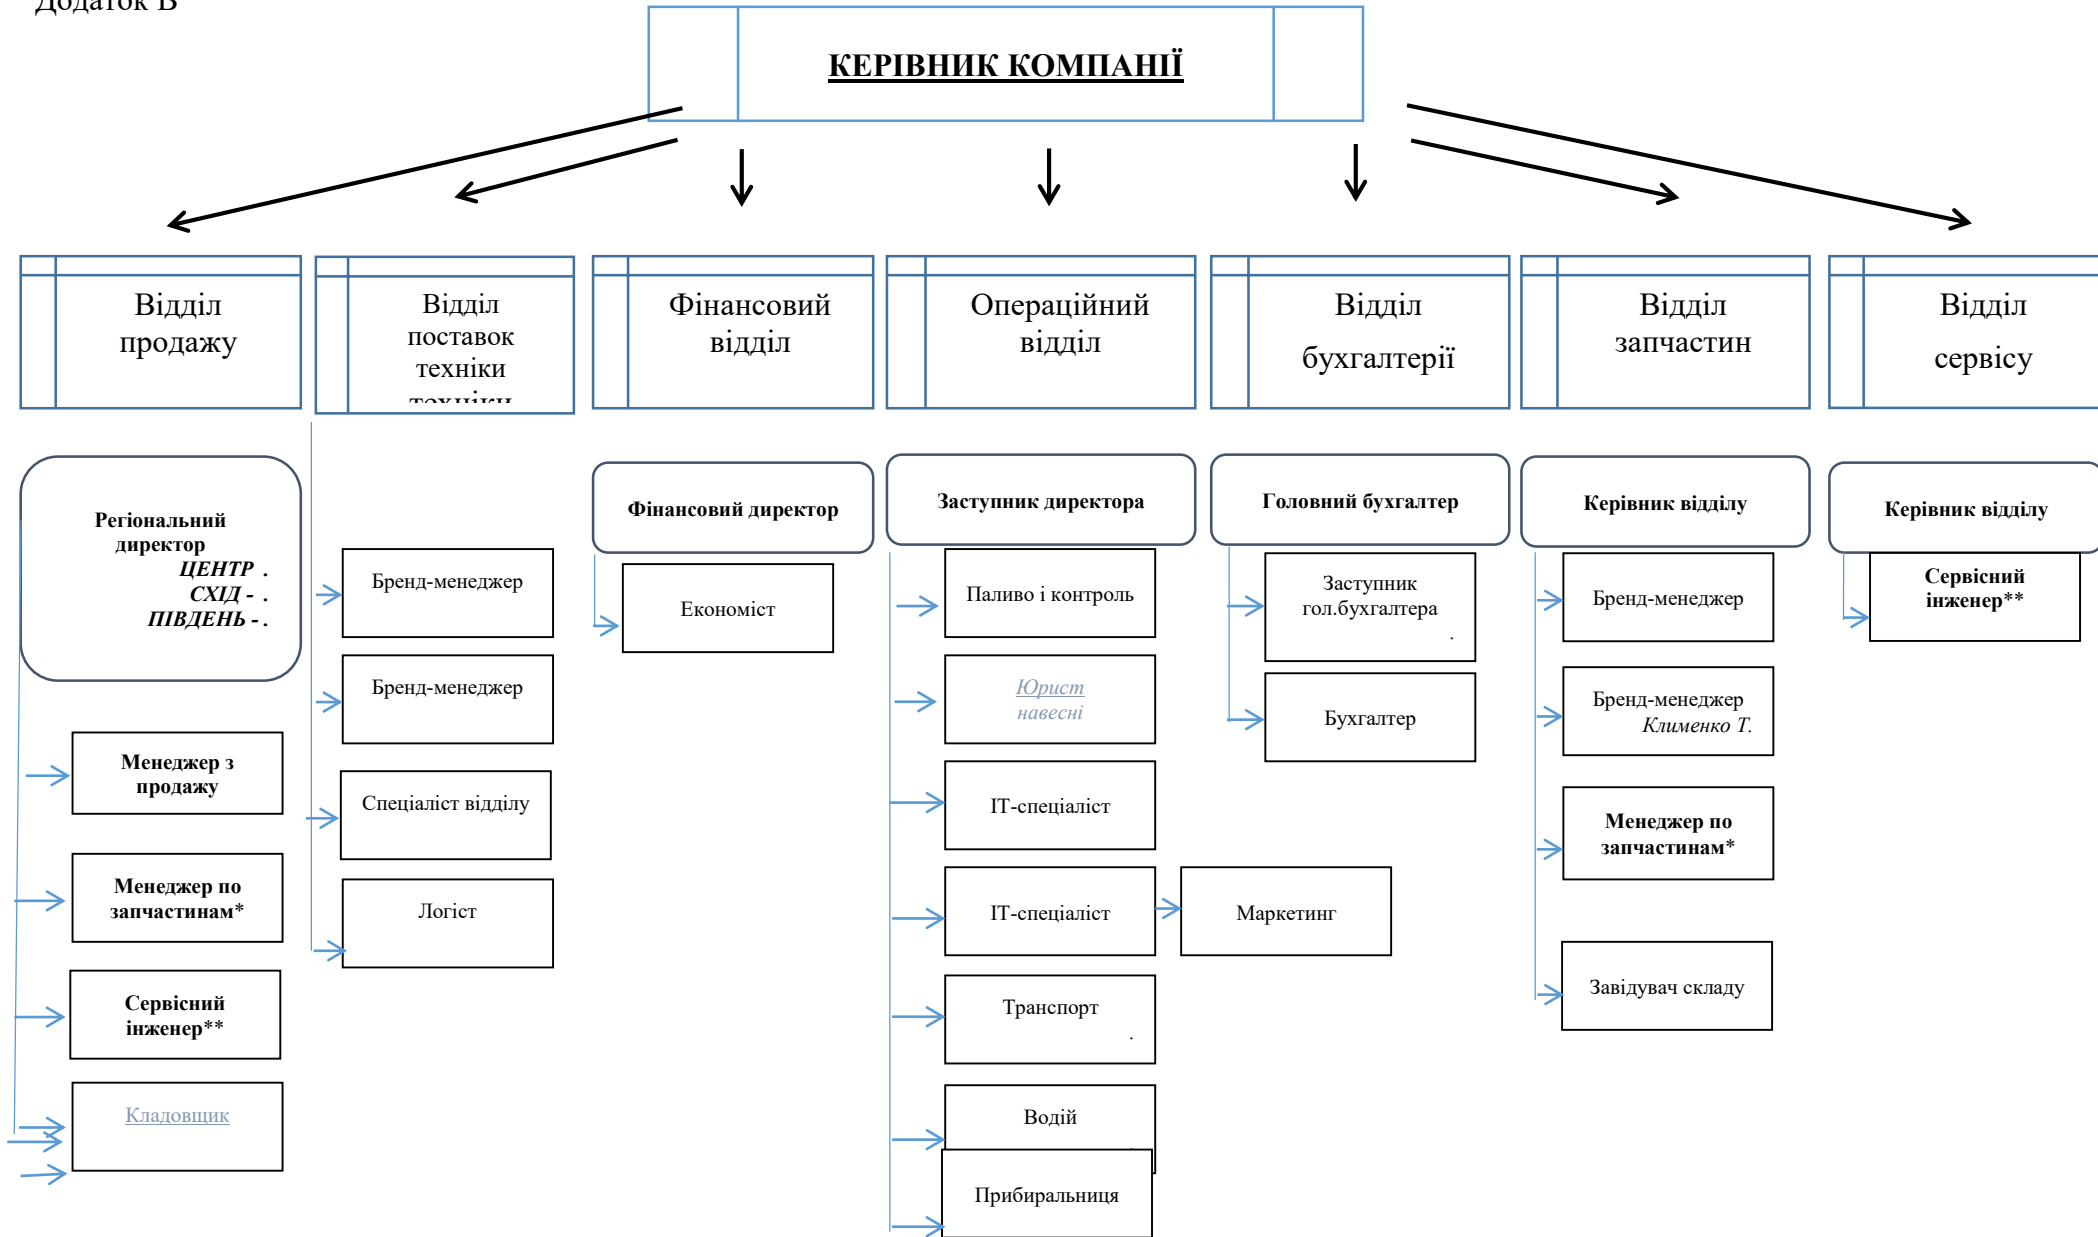 Додаток В
КЕРІВНИК КОМПАНІЇ
Відділ
продажу
Відділ
поставок
техніки
техніки
Фінансовий
відділ
Операційний
відділ
Відділ
бухгалтерії
Відділ
запчастин
Відділ
сервісу
Регіональний
директор
ЦЕНТР .
СХІД - .
ПІВДЕНЬ - .
Менеджер з
продажу
Менеджер по
запчастинам*
Сервісний
інженер**
Кладовщик
Бренд-менеджер
Бренд-менеджер
Спеціаліст відділу
Логіст
Фінансовий директор
Економіст
Заступник директора
Паливо і контроль
Юрист
навесні
ІТ-спеціаліст
ІТ-спеціаліст
Маркетинг
Транспорт
.
Водій
Прибиральниця
Головний бухгалтер
Заступник
гол.бухгалтера
.
Бухгалтер
Керівник відділу
Бренд-менеджер
Бренд-менеджер
Клименко Т.
Менеджер по
запчастинам*
Завідувач складу
Керівник відділу
Сервісний
інженер**